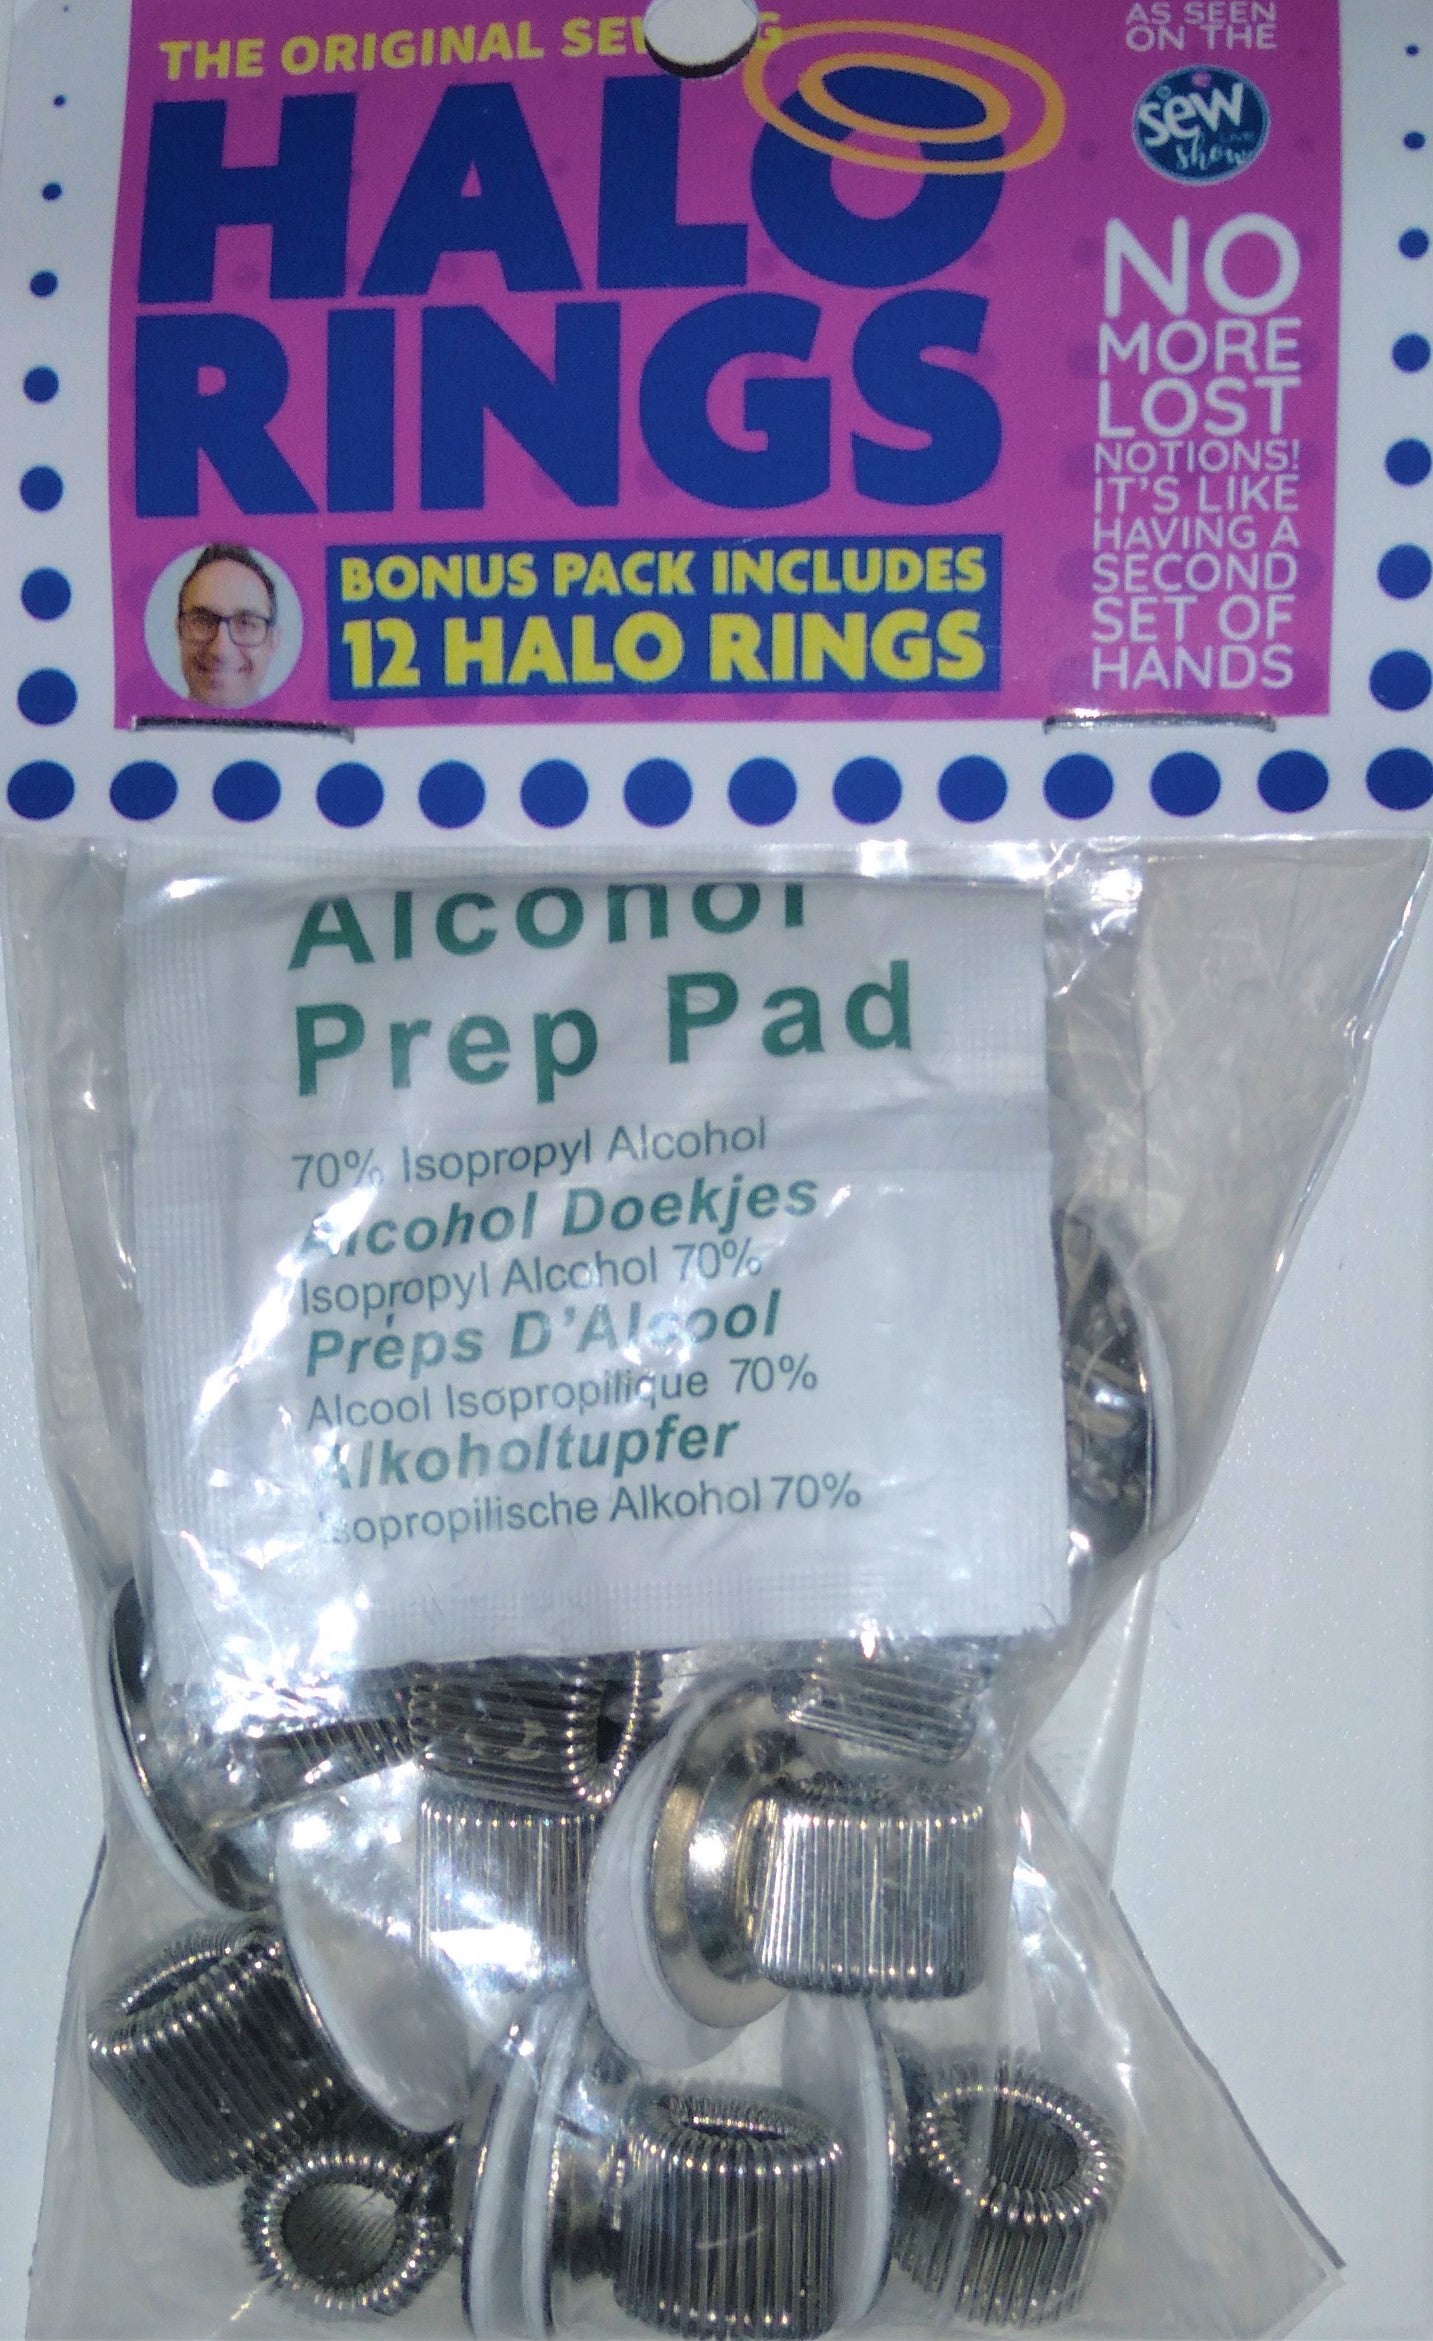 THE ORIGINAL
HALO
RINGS
BONUS PACK INCLUDES
12 HALO RINGS
AS SEEN
ON THE
sew
show
NO
MORE
LOST
NOTIONS!
IT'S LIKE
HAVING A
SECOND
SET OF
HANDS
Alcohol
Prep Pad
70% Isopropyl Alcohol
Alcohol Doekjes
Isopropyl Alcohol 70%
Préps D'Alcool
Alcool Isopropilique 70%
Alkoholtupfer
Isopropilische Alkohol 70%